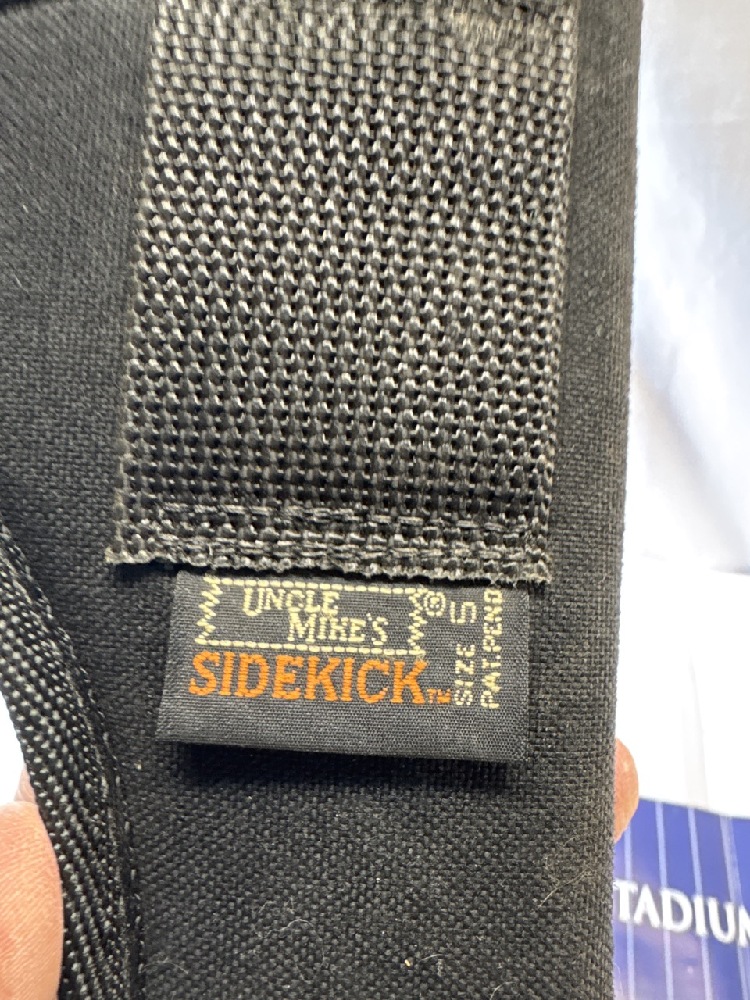 UNCLE
MIKE'S
®
SIDEKICK™
SIZE 5
PAT. PEND
TADIUM